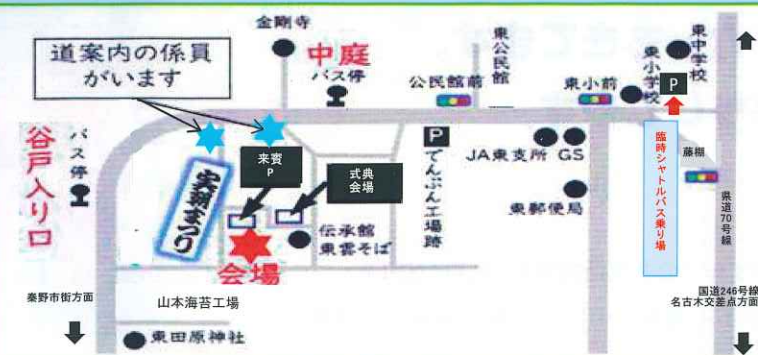 金剛寺
道案内の係員
がいます
中庭
バス停
公民館前
東公民館
東小前
東小学校
東中学校
P
谷戸入り口
バス停
実朝まつり
来賓
P
式典
会場
P
でんぷん工場跡
JA東支所 GS
東郵便局
臨時シャトルバス乗り場
藤棚
県道70号線
伝承館
東雲そば
会場
秦野市街方面
山本海苔工場
東田原神社
国道246号線
名古木交差点方面